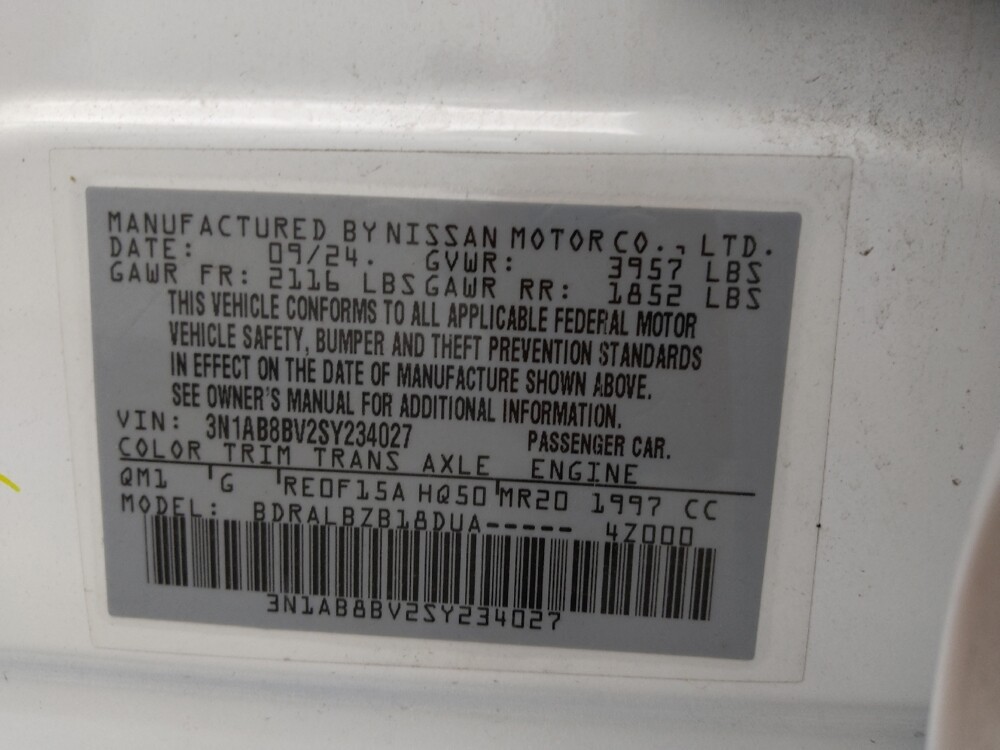 MANUFACTURED BY NISSAN MOTOR CO., LTD.
DATE: 09/24. GVWR: 3957 LBS
GAWR FR: 2116 LBS GAWR RR: 1852 LBS
THIS VEHICLE CONFORMS TO ALL APPLICABLE FEDERAL MOTOR
VEHICLE SAFETY, BUMPER AND THEFT PREVENTION STANDARDS
IN EFFECT ON THE DATE OF MANUFACTURE SHOWN ABOVE.
SEE OWNER'S MANUAL FOR ADDITIONAL INFORMATION.
VIN: 3N1AB8BV2SY234027 PASSENGER CAR.
COLOR TRIM TRANS AXLE ENGINE
QM1 G RE0F15A HQ50 MR20 1997 CC
MODEL: BDRALBZB18DUA----- 4Z000
3N1AB8BV2SY234027